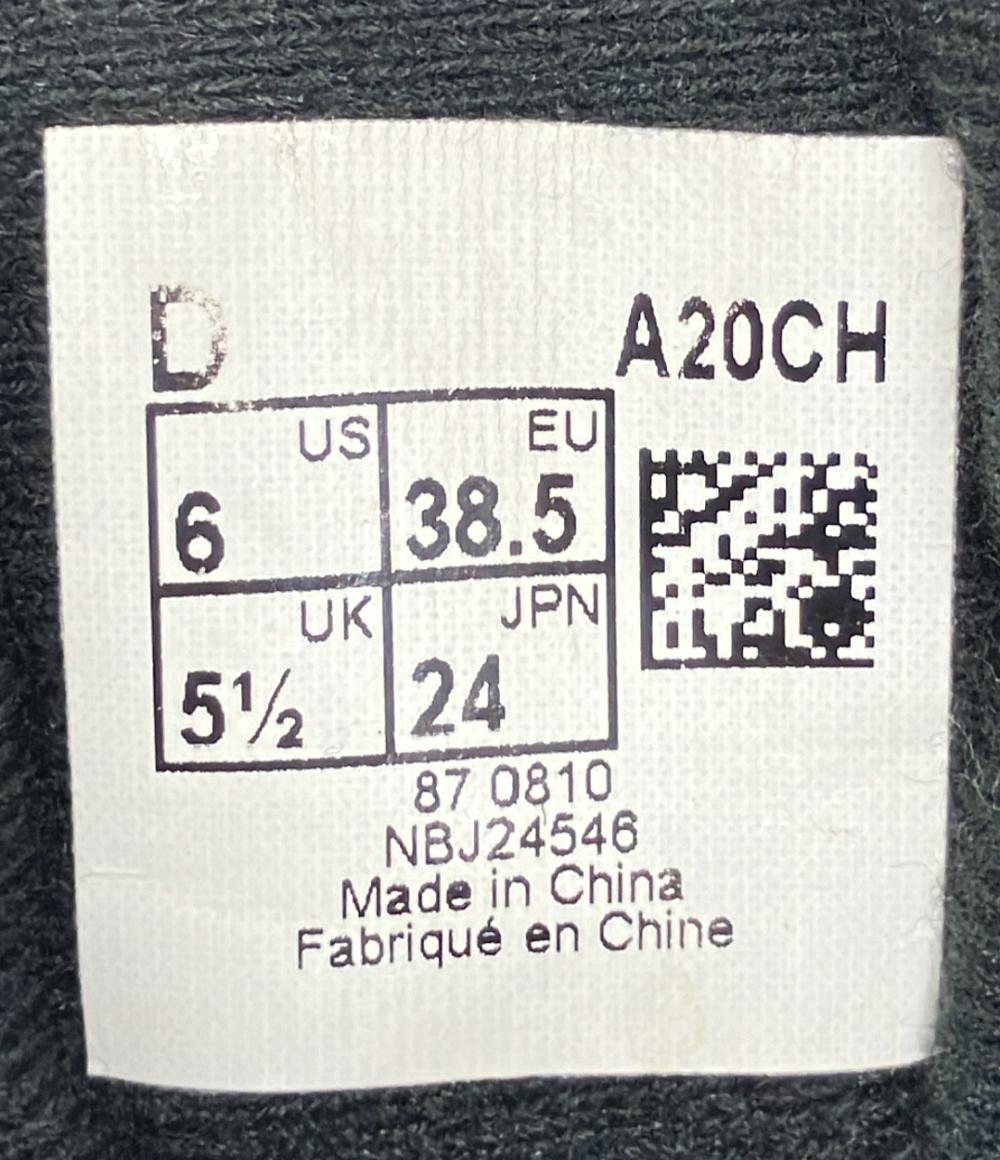 D A20CH
US EU
6 38.5
UK JPN
5½ 24
87 0810
NBJ24546
Made in China
Fabriqué en Chine